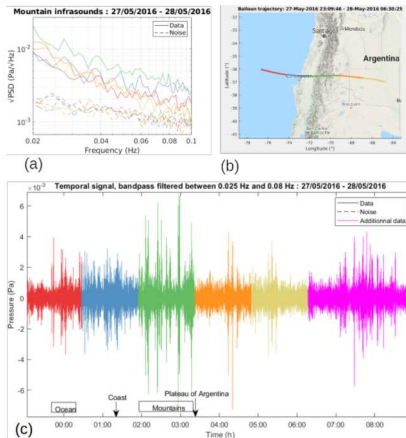 Mountain infrasounds : 27/05/2016 - 28/05/2016
Data
Noise
√PSD (Pa/√Hz)
10⁻²
10⁻³
0.02
0.04
0.06
0.08
0.1
Frequency (Hz)
(a)
Balloon trajectory: 27-May-2016 23:09:46 - 28-May-2016 06:30:25
Santiago
Mendoza
Argentina
Latitude (°)
Longitude (°)
(b)
Temporal signal, bandpass filtered between 0.025 Hz and 0.08 Hz : 27/05/2016 - 28/05/2016
×10⁻³
Data
Noise
Additionnal data
Pressure (Pa)
6
4
2
0
-2
-4
-6
Ocean
Coast
Mountains
Plateau of Argentina
00:00
01:00
02:00
03:00
04:00
05:00
06:00
07:00
08:00
Time (h)
(c)